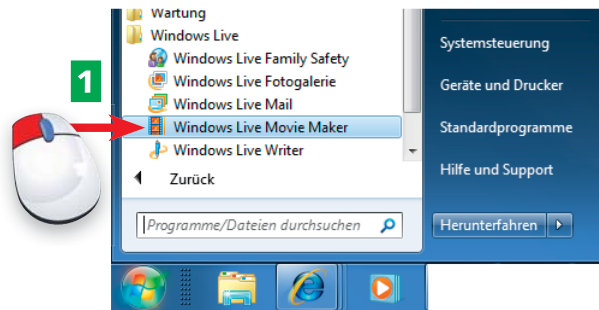 Wartung
Windows Live
Windows Live Family Safety
Windows Live Fotogalerie
Windows Live Mail
Windows Live Movie Maker
Windows Live Writer
Zurück
Programme/Dateien durchsuchen
Systemsteuerung
Geräte und Drucker
Standardprogramme
Hilfe und Support
Herunterfahren
1